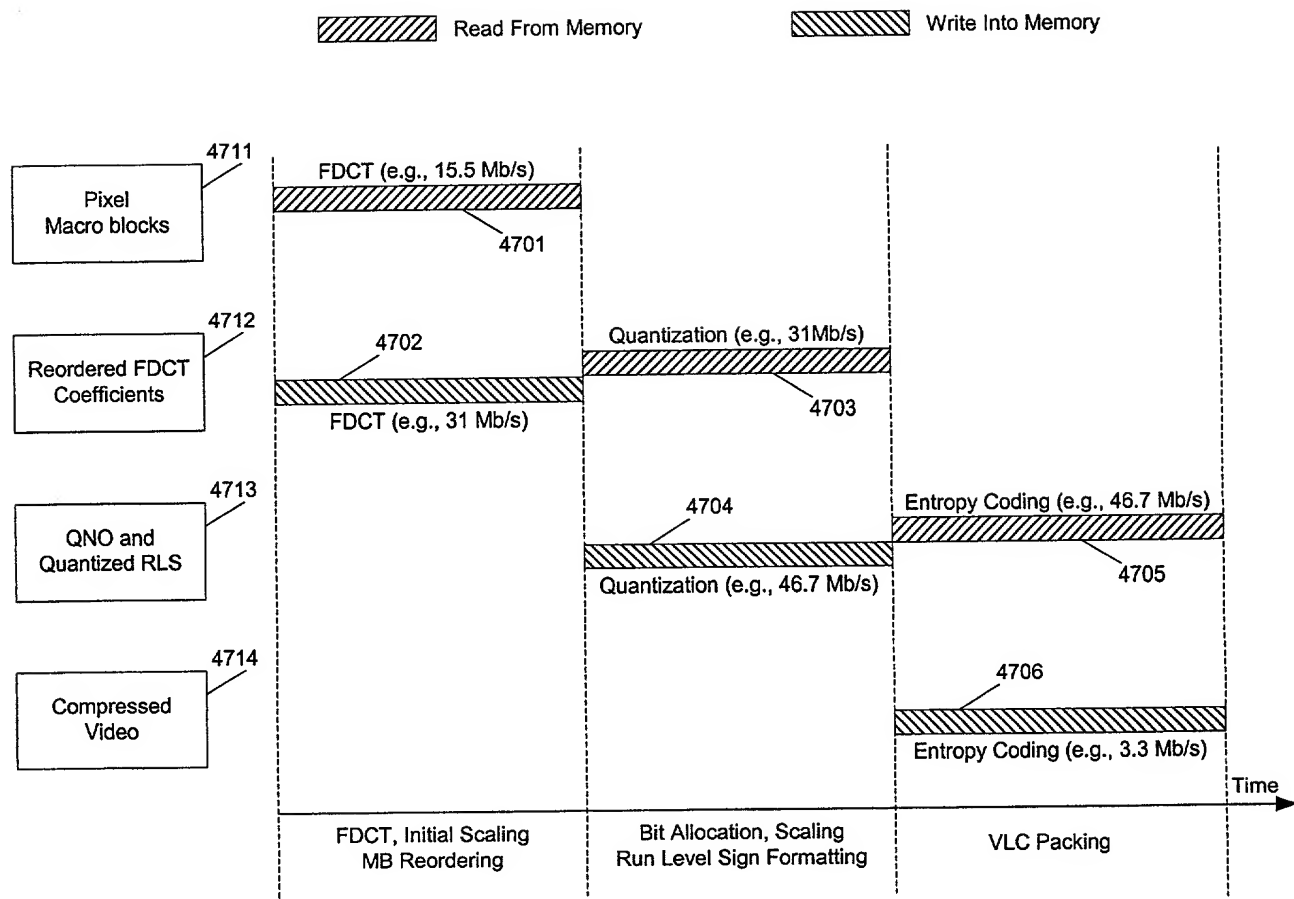 Read From Memory
Write Into Memory
4711
Pixel
Macro blocks
FDCT (e.g., 15.5 Mb/s)
4701
4712
Reordered FDCT
Coefficients
4702
FDCT (e.g., 31 Mb/s)
Quantization (e.g., 31Mb/s)
4703
4713
QNO and
Quantized RLS
4704
Quantization (e.g., 46.7 Mb/s)
Entropy Coding (e.g., 46.7 Mb/s)
4705
4714
Compressed
Video
4706
Entropy Coding (e.g., 3.3 Mb/s)
Time
FDCT, Initial Scaling
MB Reordering
Bit Allocation, Scaling
Run Level Sign Formatting
VLC Packing